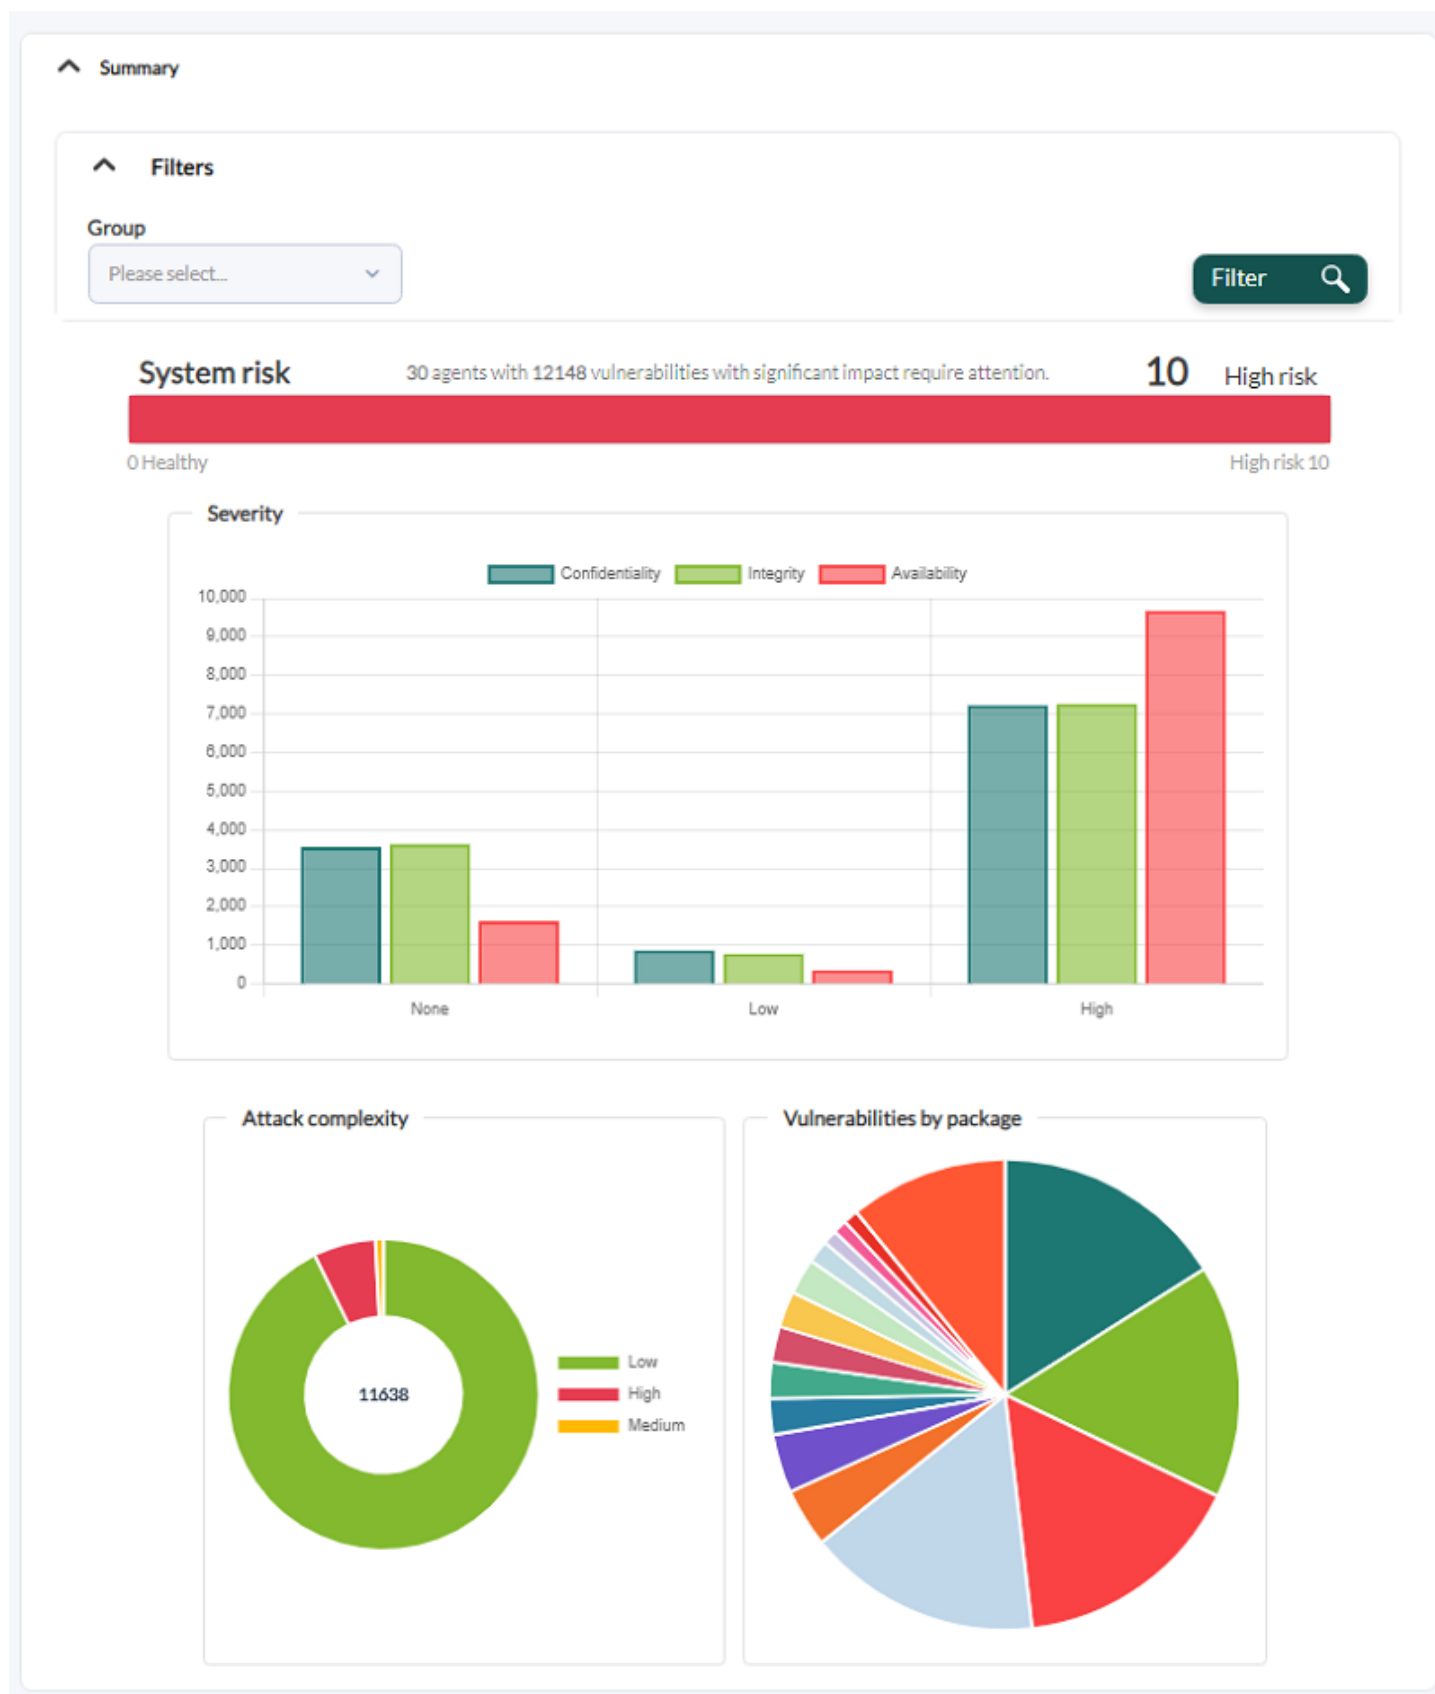 Summary
Filters
Group
Please select...
Filter
System risk
30 agents with 12148 vulnerabilities with significant impact require attention.
10 High risk
0 Healthy
High risk 10
Severity
Confidentiality Integrity Availability
10,000
9,000
8,000
7,000
6,000
5,000
4,000
3,000
2,000
1,000
0
None Low High
Attack complexity
11638
Low
High
Medium
Vulnerabilities by package